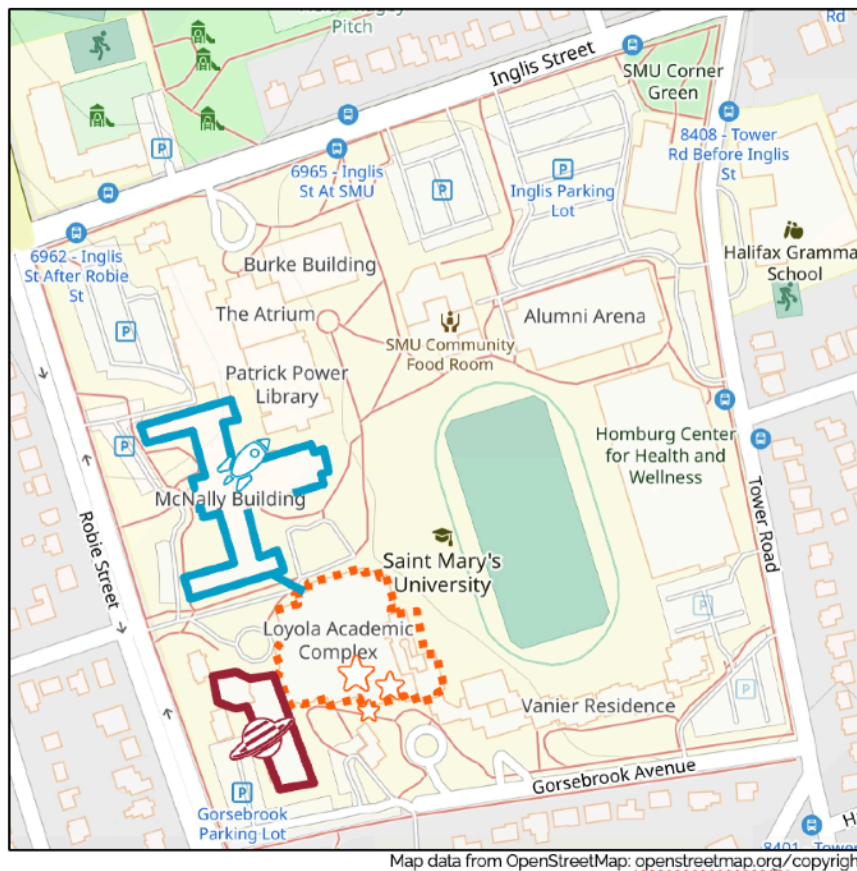 Pitch
Rd
Inglis Street
SMU Corner
Green
6965 - Inglis
St At SMU
8408 - Tower
Rd Before Inglis
St
Inglis Parking
Lot
6962 - Inglis
St After Robie
St
Burke Building
Halifax Gramma
School
The Atrium
Alumni Arena
SMU Community
Food Room
Patrick Power
Library
Homburg Center
for Health and
Wellness
McNally Building
Robie Street
Tower Road
Saint Mary's
University
Loyola Academic
Complex
Vanier Residence
Gorsebrook Avenue
Gorsebrook
Parking Lot
8401 - Tower
Map data from OpenStreetMap: openstreetmap.org/copyrigh